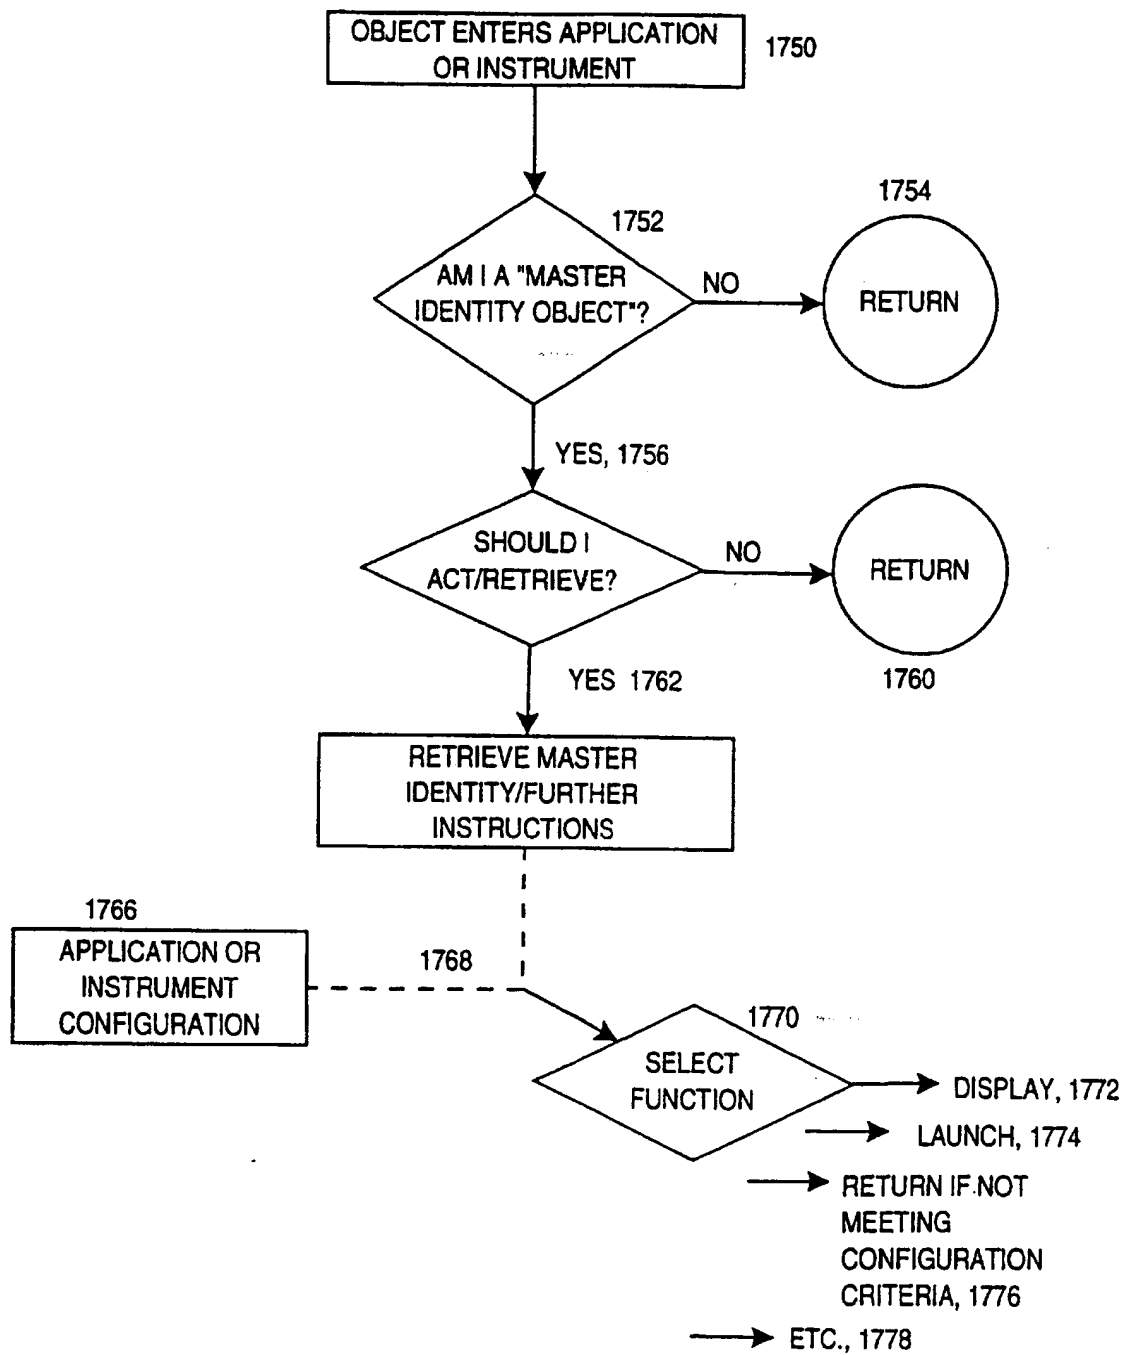 OBJECT ENTERS APPLICATION
OR INSTRUMENT
1750
1754
1752
AM I A "MASTER
IDENTITY OBJECT"?
NO
RETURN
YES, 1756
SHOULD I
ACT/RETRIEVE?
NO
RETURN
1760
YES 1762
RETRIEVE MASTER
IDENTITY/FURTHER
INSTRUCTIONS
1766
APPLICATION OR
INSTRUMENT
CONFIGURATION
1768
1770
SELECT
FUNCTION
DISPLAY, 1772
LAUNCH, 1774
RETURN IF NOT
MEETING
CONFIGURATION
CRITERIA, 1776
ETC., 1778